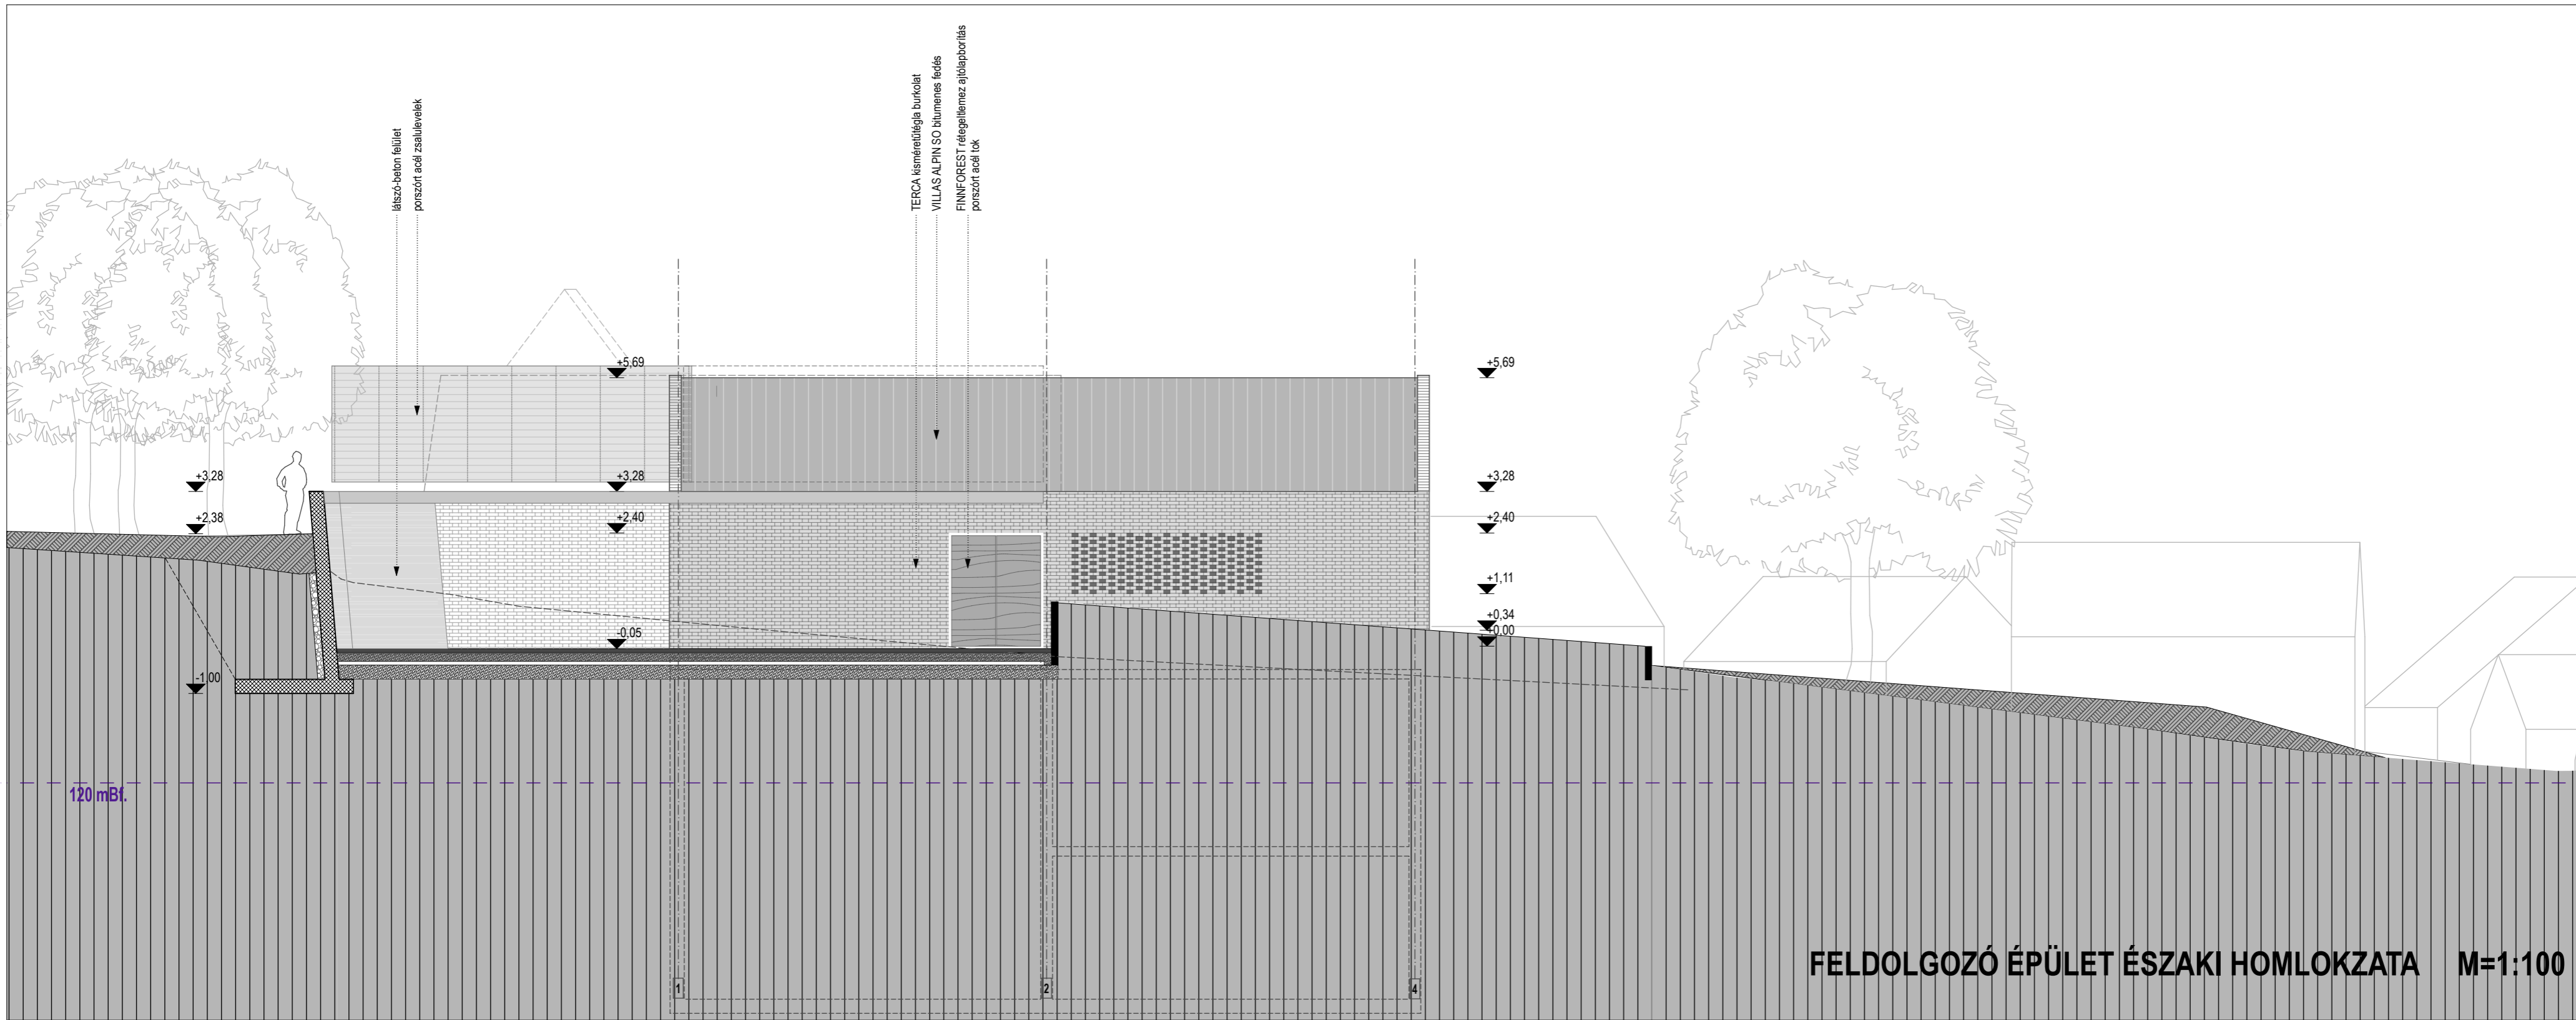 látszó-beton felület
porszórt acél zsalulevelek
TERCA kisméretűtégla burkolat
VILLAS ALPIN SO bitumenes fedés
FINNFOREST rétegeltlemez ajtólapborítás
porszórt acél tok
+5,69
+5,69
+3,28
+3,28
+3,28
+2,38
+2,40
+2,40
+1,11
+0,34
+0,00
-0,05
-1,00
120 mBf.
FELDOLGOZÓ ÉPÜLET ÉSZAKI HOMLOKZATA M=1:100
1
2
4